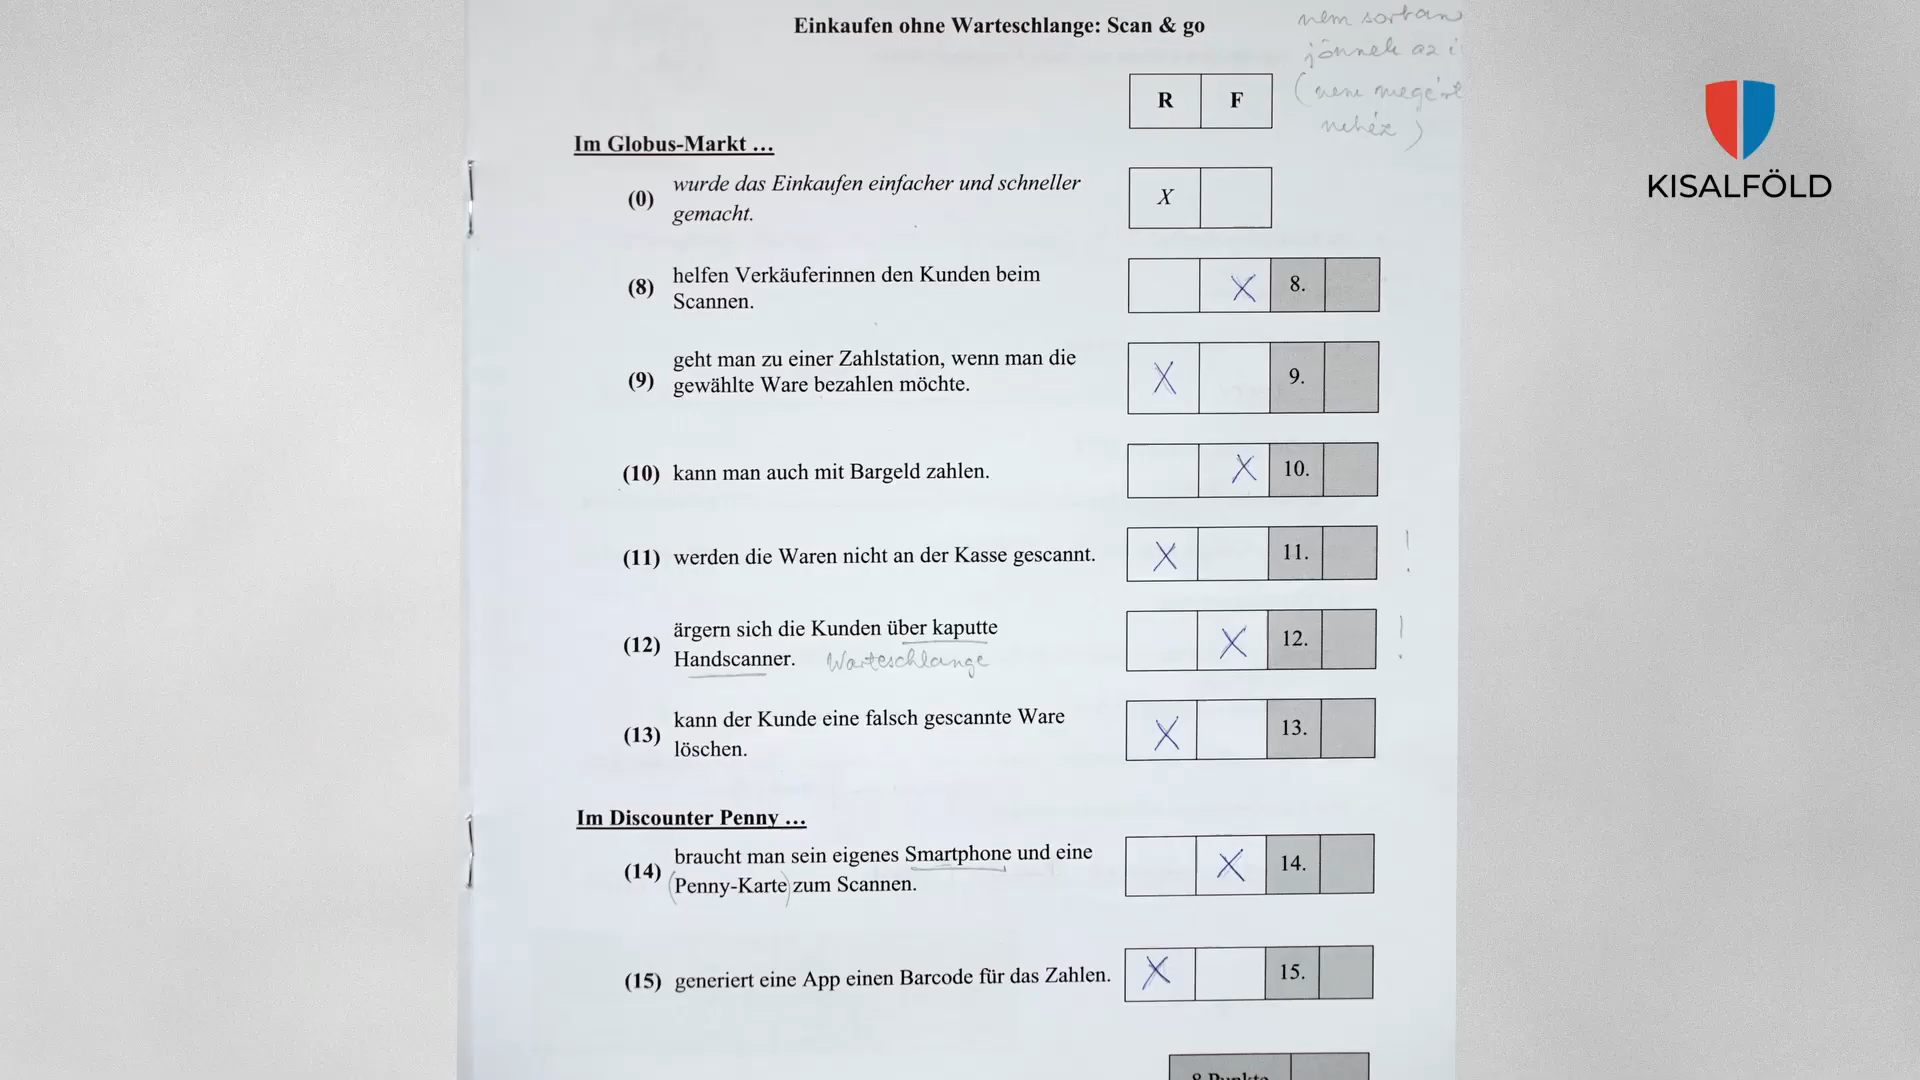 Einkaufen ohne Warteschlange: Scan & go
nem sorban
jönnek az i
(nem megért
nehéz)
R F
Im Globus-Markt ...
(0) wurde das Einkaufen einfacher und schneller
gemacht.
X
(8) helfen Verkäuferinnen den Kunden beim
Scannen.
X 8.
(9) geht man zu einer Zahlstation, wenn man die
gewählte Ware bezahlen möchte.
X 9.
(10) kann man auch mit Bargeld zahlen. X 10.
(11) werden die Waren nicht an der Kasse gescannt. X 11. !
(12) ärgern sich die Kunden über kaputte
Handscanner. Warteschlange
X 12. !
(13) kann der Kunde eine falsch gescannte Ware
löschen.
X 13.
Im Discounter Penny ...
(14) braucht man sein eigenes Smartphone und eine
(Penny-Karte) zum Scannen.
X 14.
(15) generiert eine App einen Barcode für das Zahlen. X 15.
8 Punkte
KISALFÖLD